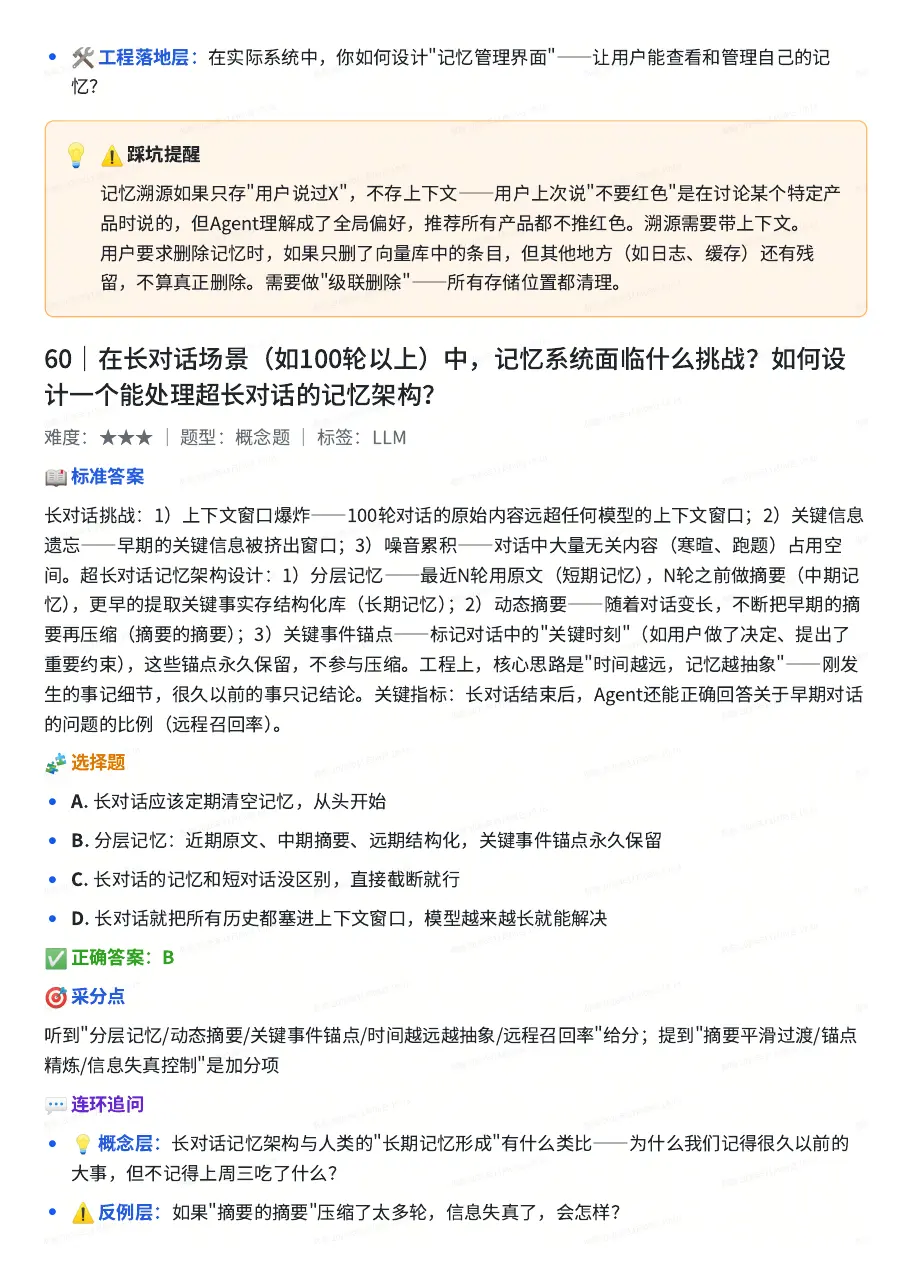 🛠️ 工程落地层：在实际系统中，你如何设计"记忆管理界面"——让用户能查看和管理自己的记
忆？
💡 ⚠️ 踩坑提醒
记忆溯源如果只存"用户说过X"，不存上下文——用户上次说"不要红色"是在讨论某个特定产
品时说的，但Agent理解成了全局偏好，推荐所有产品都不推红色。溯源需要带上下文。
用户要求删除记忆时，如果只删了向量库中的条目，但其他地方（如日志、缓存）还有残
留，不算真正删除。需要做"级联删除"——所有存储位置都清理。
60｜在长对话场景（如100轮以上）中，记忆系统面临什么挑战？如何设
计一个能处理超长对话的记忆架构？
难度：★★★ ｜ 题型：概念题 ｜ 标签：LLM
📖 标准答案
长对话挑战：1）上下文窗口爆炸——100轮对话的原始内容远超任何模型的上下文窗口；2）关键信息
遗忘——早期的关键信息被挤出窗口；3）噪音累积——对话中大量无关内容（寒暄、跑题）占用空
间。超长对话记忆架构设计：1）分层记忆——最近N轮用原文（短期记忆），N轮之前做摘要（中期记
忆），更早的提取关键事实存结构化库（长期记忆）；2）动态摘要——随着对话变长，不断把早期的摘
要再压缩（摘要的摘要）；3）关键事件锚点——标记对话中的"关键时刻"（如用户做了决定、提出了
重要约束），这些锚点永久保留，不参与压缩。工程上，核心思路是"时间越远，记忆越抽象"——刚发
生的事记细节，很久以前的事只记结论。关键指标：长对话结束后，Agent还能正确回答关于早期对话
的问题的比例（远程召回率）。
🧩 选择题
A. 长对话应该定期清空记忆，从头开始
B. 分层记忆：近期原文、中期摘要、远期结构化，关键事件锚点永久保留
C. 长对话的记忆和短对话没区别，直接截断就行
D. 长对话就把所有历史都塞进上下文窗口，模型越来越长就能解决
✅ 正确答案：B
🎯 采分点
听到"分层记忆/动态摘要/关键事件锚点/时间越远越抽象/远程召回率"给分；提到"摘要平滑过渡/锚点
精炼/信息失真控制"是加分项
💬 连环追问
💡 概念层：长对话记忆架构与人类的"长期记忆形成"有什么类比——为什么我们记得很久以前的
大事，但不记得上周三吃了什么？
⚠️ 反例层：如果"摘要的摘要"压缩了太多轮，信息失真了，会怎样？